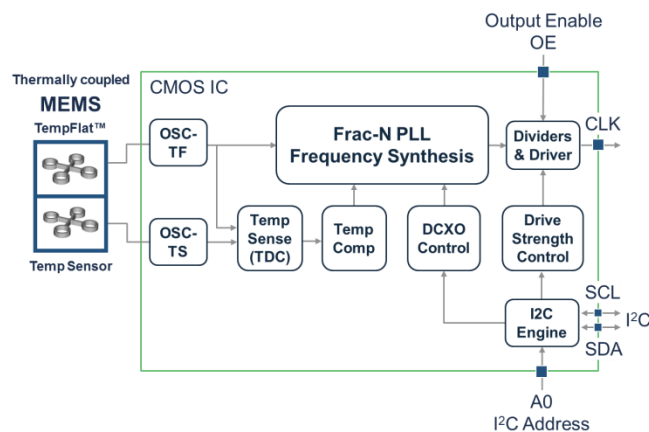 Output Enable
OE
Thermally coupled
MEMS
TempFlat™
CMOS IC
OSC-
TF
Frac-N PLL
Frequency Synthesis
Dividers
& Driver
CLK
OSC-
TS
Temp
Sense
(TDC)
Temp
Comp
DCXO
Control
Drive
Strength
Control
Temp Sensor
I2C
Engine
SCL
I²C
SDA
A0
I²C Address